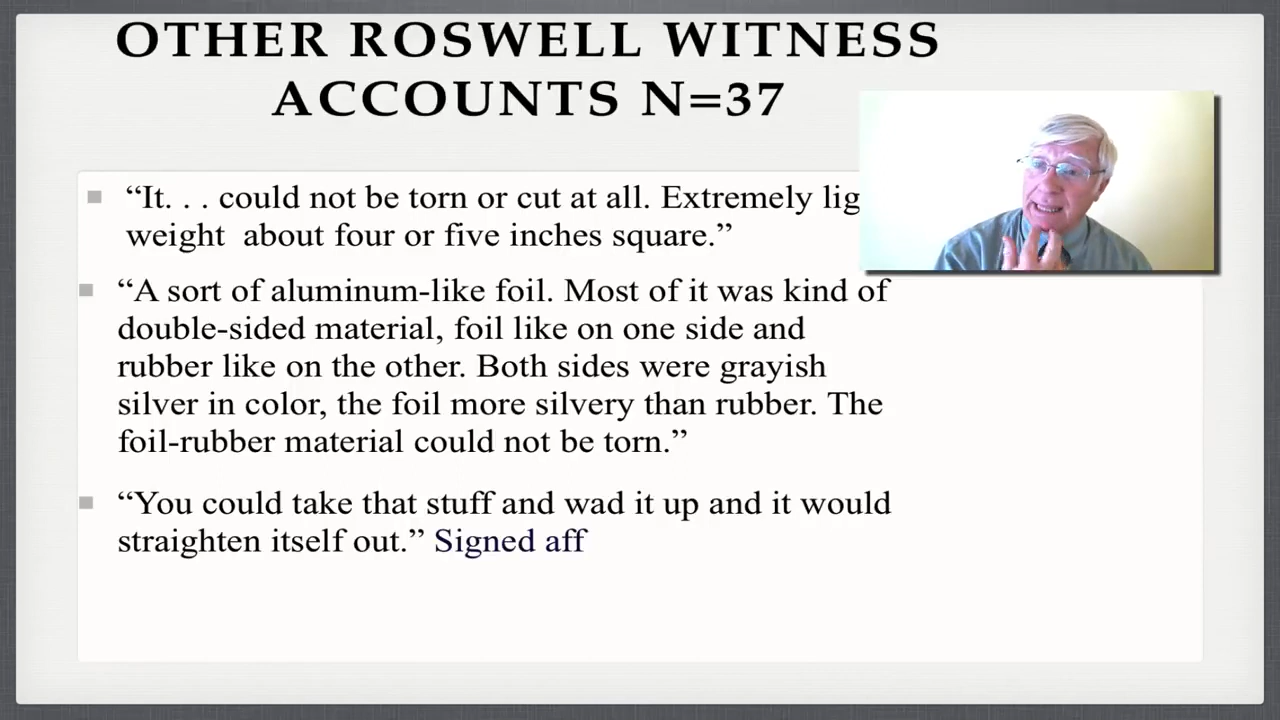 OTHER ROSWELL WITNESS
ACCOUNTS N=37
“It. . . could not be torn or cut at all. Extremely lig
weight about four or five inches square.”
“A sort of aluminum-like foil. Most of it was kind of
double-sided material, foil like on one side and
rubber like on the other. Both sides were grayish
silver in color, the foil more silvery than rubber. The
foil-rubber material could not be torn.”
“You could take that stuff and wad it up and it would
straighten itself out.” Signed aff